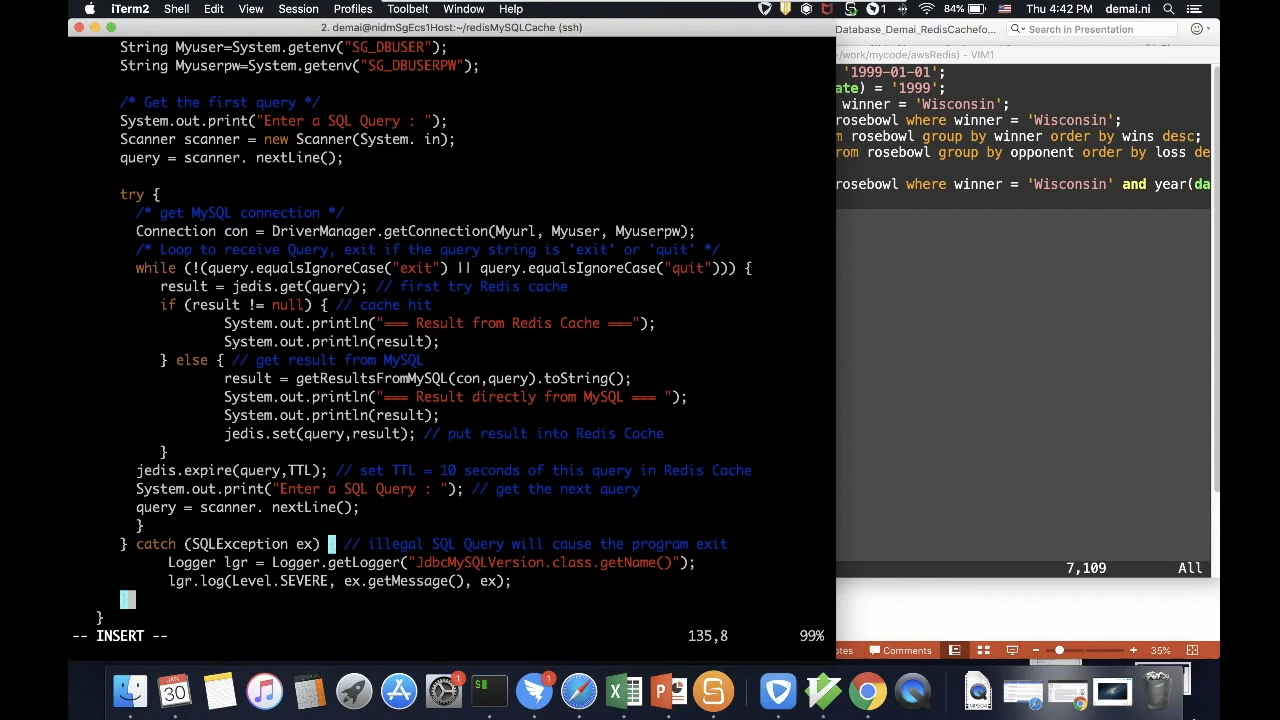 iTerm2 Shell Edit View Session Profiles Toolbelt Window Help 1 84% Thu 4:42 PM demai.ni
2. demai@nidmSgEcs1Host:~/redisMySQLCache (ssh)
String Myuser=System.getenv("SG_DBUSER");
String Myuserpw=System.getenv("SG_DBUSERPW");
/* Get the first query */
System.out.print("Enter a SQL Query : ");
Scanner scanner = new Scanner(System. in);
query = scanner. nextLine();
try {
/* get MySQL connection */
Connection con = DriverManager.getConnection(Myurl, Myuser, Myuserpw);
/* Loop to receive Query, exit if the query string is 'exit' or 'quit' */
while (!(query.equalsIgnoreCase("exit") || query.equalsIgnoreCase("quit"))) {
result = jedis.get(query); // first try Redis cache
if (result != null) { // cache hit
System.out.println("=== Result from Redis Cache ===");
System.out.println(result);
} else { // get result from MySQL
result = getResultsFromMySQL(con,query).toString();
System.out.println("=== Result directly from MySQL === ");
System.out.println(result);
jedis.set(query,result); // put result into Redis Cache
}
jedis.expire(query,TTL); // set TTL = 10 seconds of this query in Redis Cache
System.out.print("Enter a SQL Query : "); // get the next query
query = scanner. nextLine();
}
} catch (SQLException ex) { // illegal SQL Query will cause the program exit
Logger lgr = Logger.getLogger("JdbcMySQLVersion.class.getName()");
lgr.log(Level.SEVERE, ex.getMessage(), ex);
}
}
-- INSERT -- 135,8 99%
Database_Demai_RedisCachefo...
Search in Presentation
/work/mycode/awsRedis) - VIM1
'1999-01-01';
ate) = '1999';
winner = 'Wisconsin';
rosebowl where winner = 'Wisconsin';
m rosebowl group by winner order by wins desc;
from rosebowl group by opponent order by loss de
rosebowl where winner = 'Wisconsin' and year(da
7,109 All
otes Comments 35%
JAN
30
1
1
MPEG4